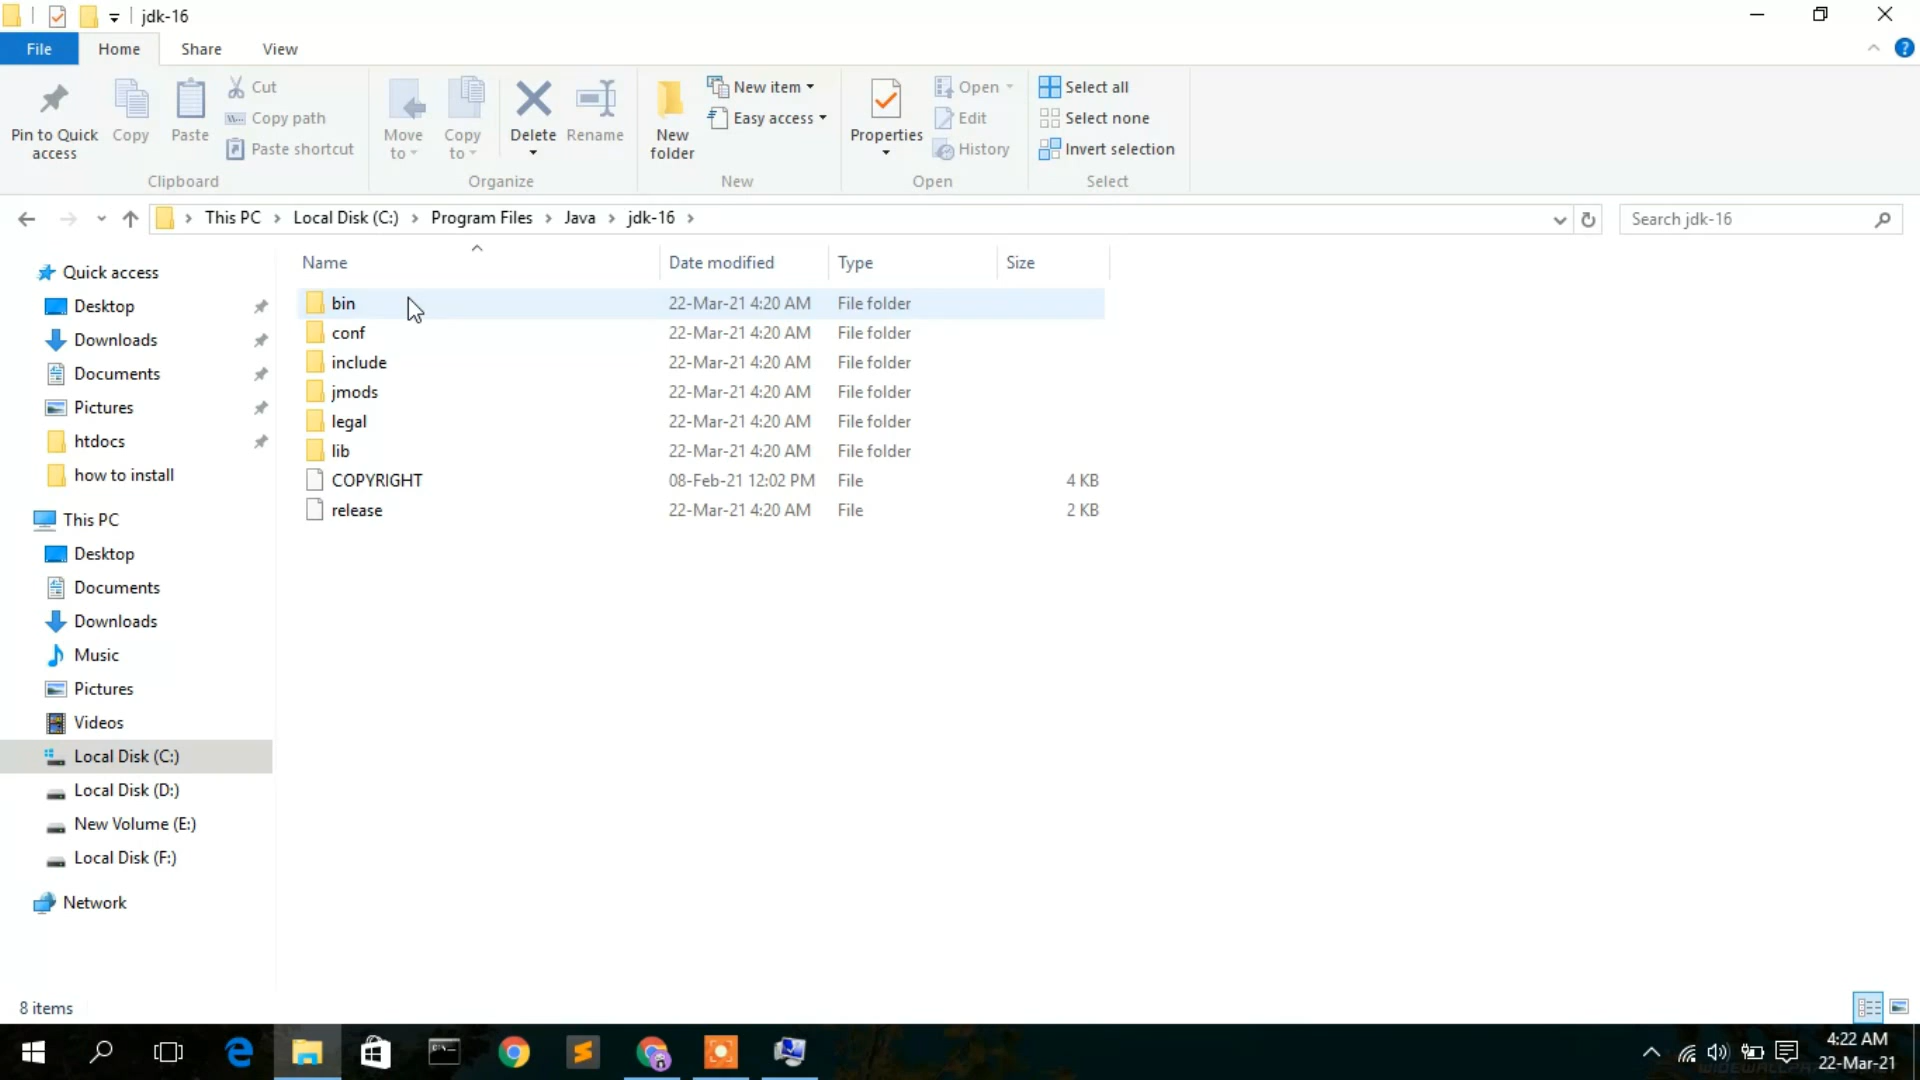 jdk-16
File Home Share View
Pin to Quick access
Copy
Paste
Cut
Copy path
Paste shortcut
Clipboard
Move to
Copy to
Delete
Rename
Organize
New folder
New item
Easy access
New
Properties
Open
Edit
History
Open
Select all
Select none
Invert selection
Select
This PC > Local Disk (C:) > Program Files > Java > jdk-16 >
Search jdk-16
Quick access
Desktop
Downloads
Documents
Pictures
htdocs
how to install
This PC
Desktop
Documents
Downloads
Music
Pictures
Videos
Local Disk (C:)
Local Disk (D:)
New Volume (E:)
Local Disk (F:)
Network
Name Date modified Type Size
bin 22-Mar-21 4:20 AM File folder
conf 22-Mar-21 4:20 AM File folder
include 22-Mar-21 4:20 AM File folder
jmods 22-Mar-21 4:20 AM File folder
legal 22-Mar-21 4:20 AM File folder
lib 22-Mar-21 4:20 AM File folder
COPYRIGHT 08-Feb-21 12:02 PM File 4 KB
release 22-Mar-21 4:20 AM File 2 KB
8 items
4:22 AM
22-Mar-21